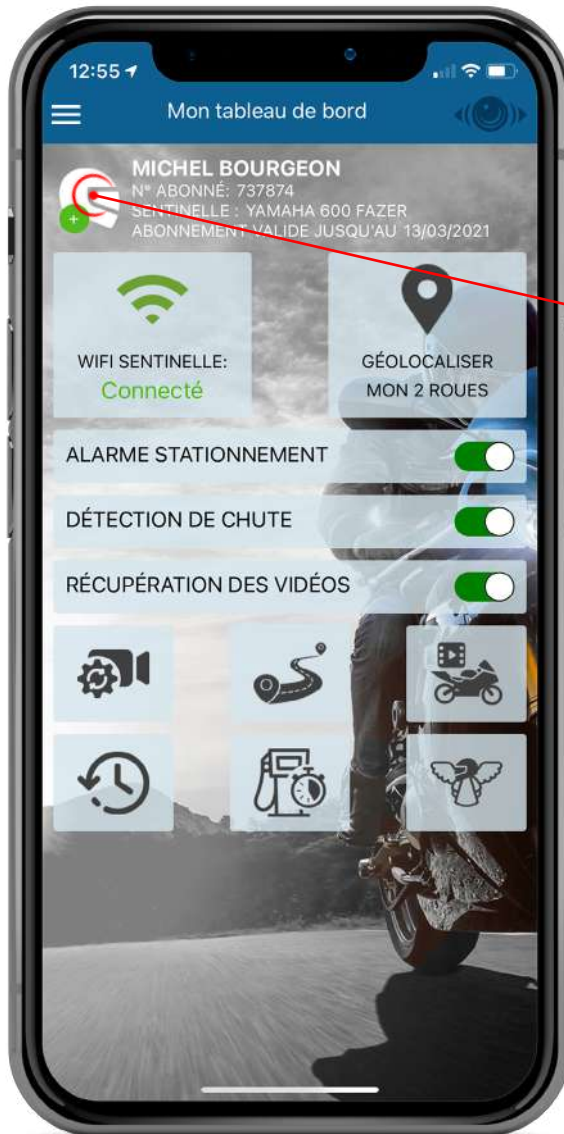 12:55
Mon tableau de bord
MICHEL BOURGEON
N° ABONNÉ: 737874
SENTINELLE : YAMAHA 600 FAZER
ABONNEMENT VALIDE JUSQU'AU 13/03/2021
WIFI SENTINELLE:
Connecté
GÉOLOCALISER
MON 2 ROUES
ALARME STATIONNEMENT
DÉTECTION DE CHUTE
RÉCUPÉRATION DES VIDÉOS